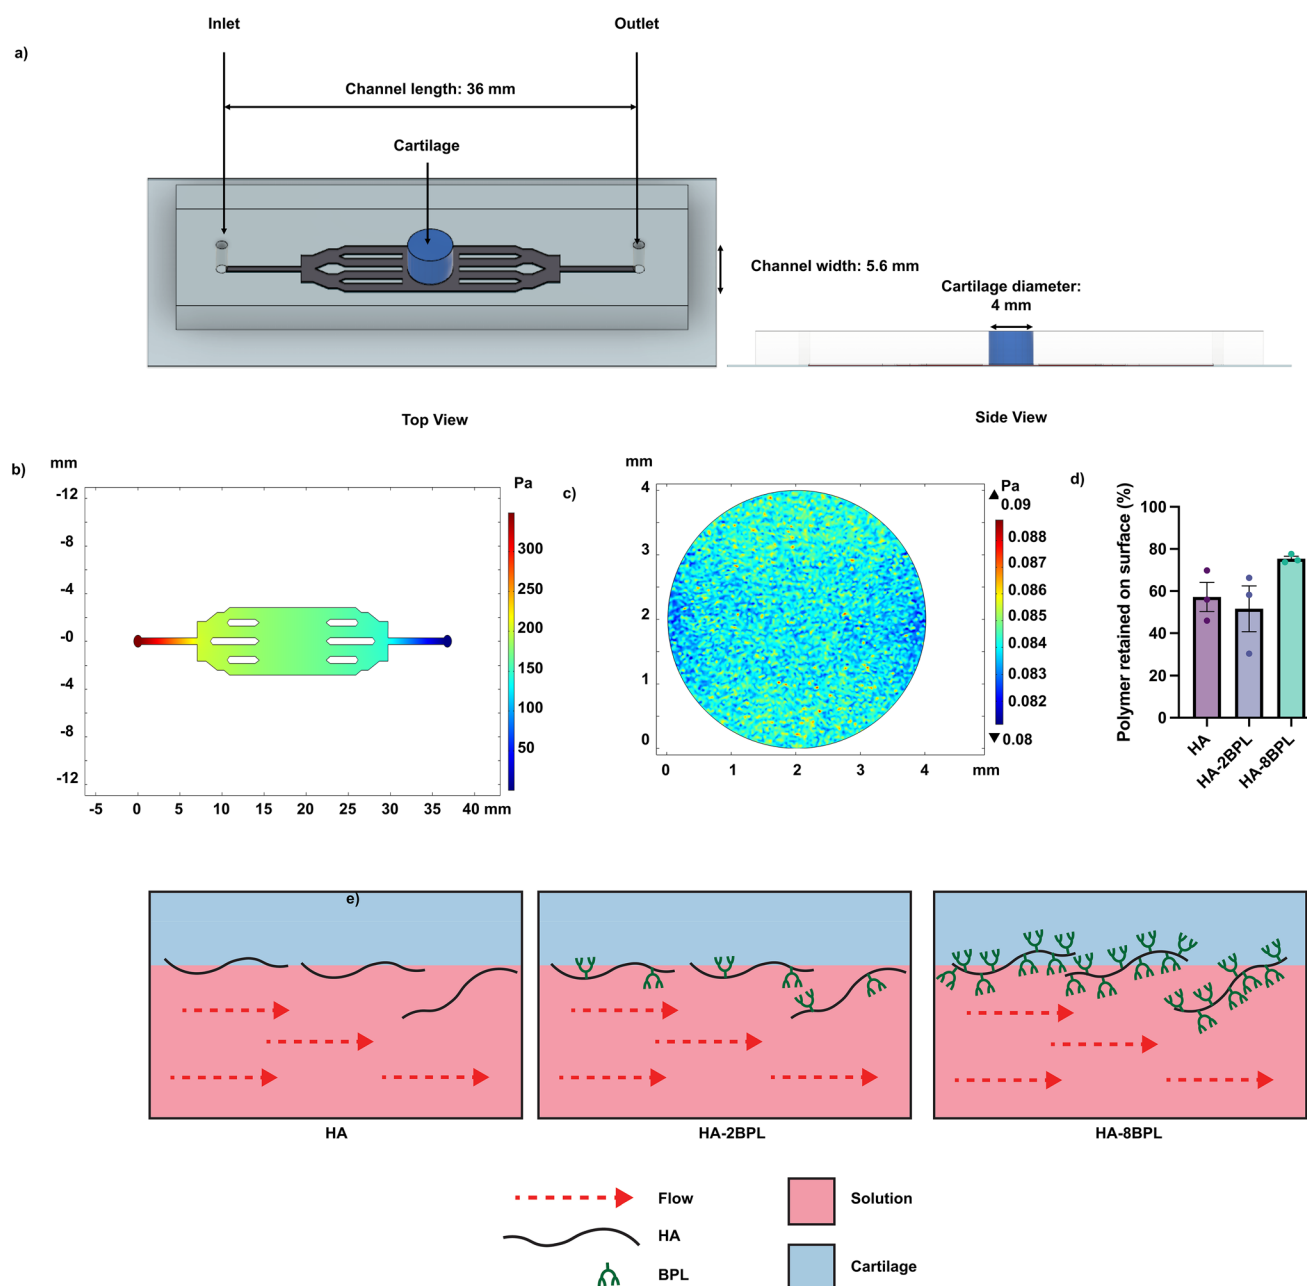 a)
Inlet
Outlet
Channel length: 36 mm
Cartilage
Channel width: 5.6 mm
Cartilage diameter:
4 mm
Top View
Side View
b)
mm
-12
-8
-4
-0
4
-8
-12
-5
0
5
10
15
20
25
30
35
40 mm
Pa
300
250
200
150
100
50
c)
mm
4
3
2
1
0
0
1
2
3
4
mm
Pa
0.09
0.088
0.087
0.086
0.085
0.084
0.083
0.082
0.08
d)
Polymer retained on surface (%)
100
80
60
40
20
0
HA
HA-2BPL
HA-8BPL
e)
HA
HA-2BPL
HA-8BPL
Flow
HA
BPL
Solution
Cartilage